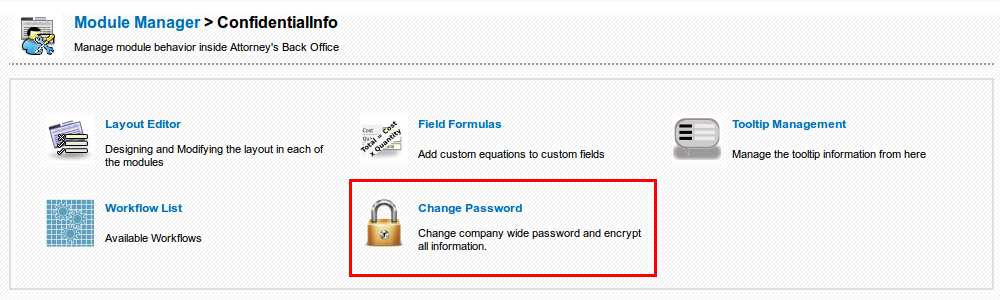 Module Manager > ConfidentialInfo
Manage module behavior inside Attorney's Back Office
Layout Editor
Designing and Modifying the layout in each of
the modules
Cost
Total = Cost
x Quantity
Field Formulas
Add custom equations to custom fields
Tooltip Management
Manage the tooltip information from here
Workflow List
Available Workflows
Change Password
Change company wide password and encrypt
all information.